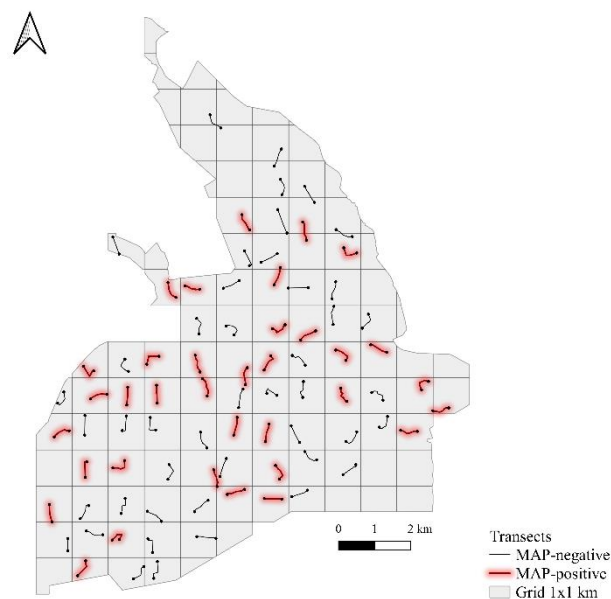 0 1 2 km
Transects
MAP-negative
MAP-positive
Grid 1x1 km